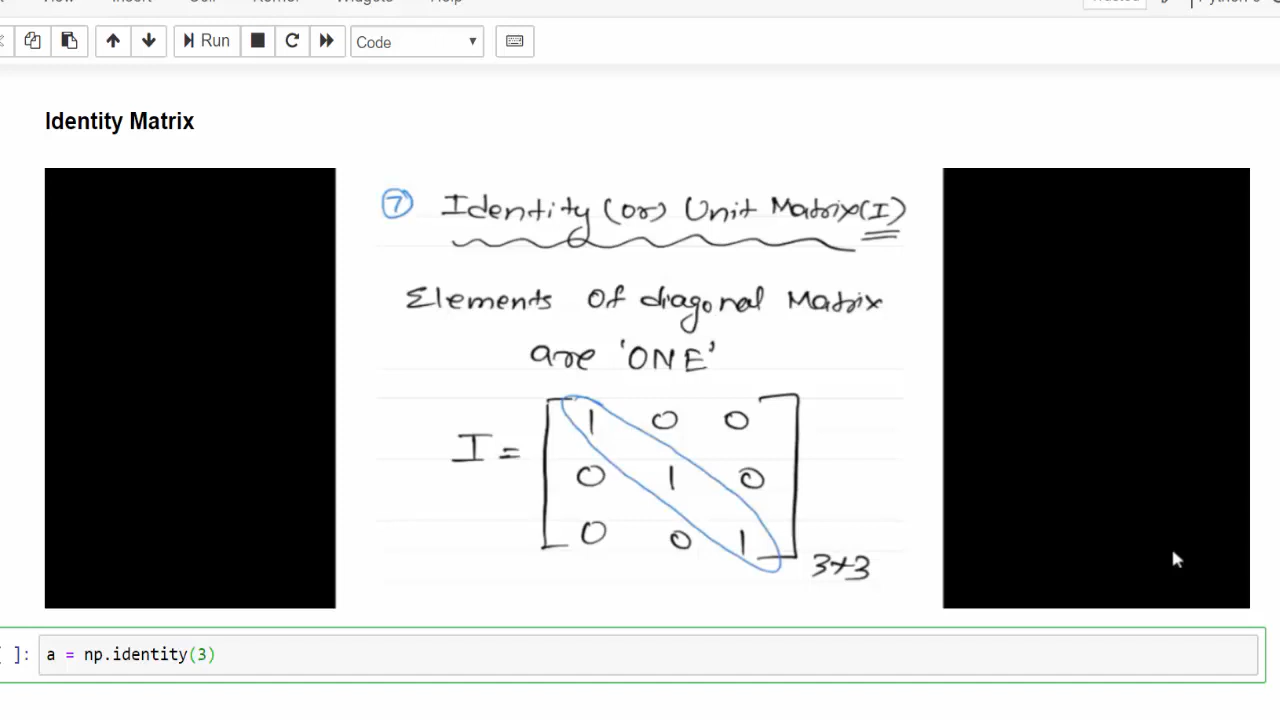 Run
Code
Identity Matrix
7 Identity (or) Unit Matrix (I)
Elements Of diagonal Matrix
are 'ONE'
1 0 0
I = 0 1 0
0 0 1
3×3
[ ]: a = np.identity(3)